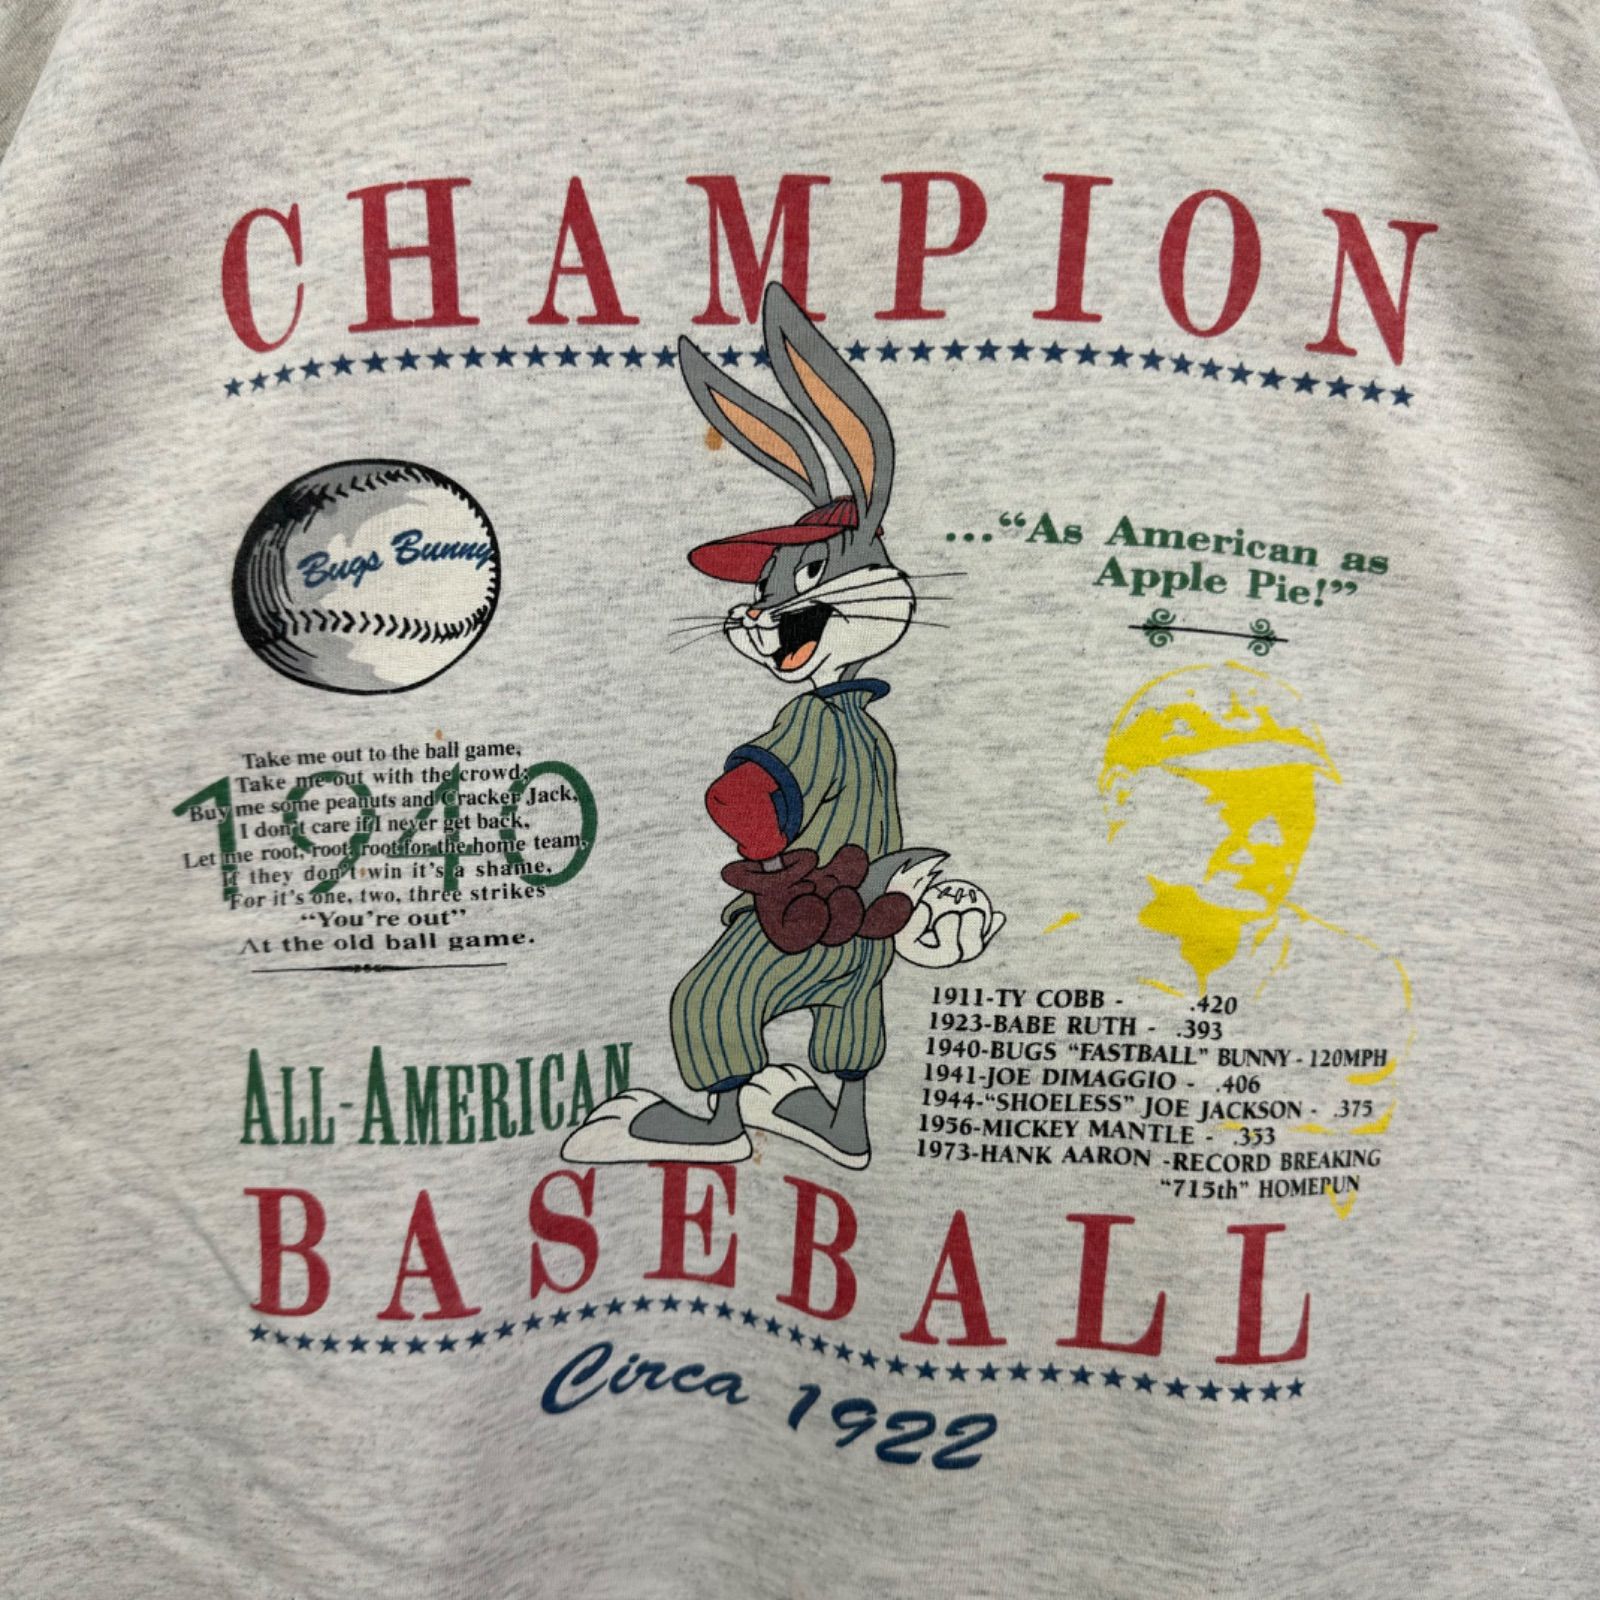 CHAMPION
Bugs Bunny
..."As American as
Apple Pie!"
1940
Take me out to the ball game,
Take me out with the crowd;
Buy me some peanuts and Cracker Jack,
I don't care if I never get back,
Let me root, root, root for the home team,
If they don't win it's a shame,
For it's one, two, three strikes
"You're out"
At the old ball game.
1911-TY COBB - .420
1923-BABE RUTH - .393
1940-BUGS "FASTBALL" BUNNY - 120MPH
1941-JOE DIMAGGIO - .406
1944-"SHOELESS" JOE JACKSON - .375
1956-MICKEY MANTLE - .353
1973-HANK AARON -RECORD BREAKING
"715th" HOMERUN
ALL-AMERICAN
BASEBALL
Circa 1922